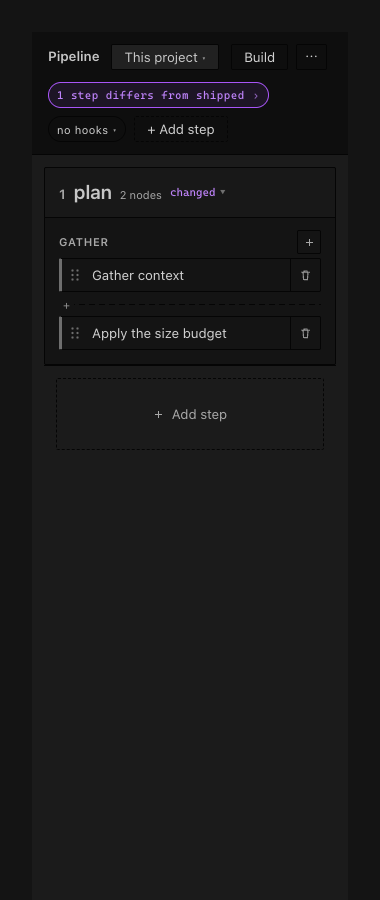 Pipeline This project Build ...
1 step differs from shipped ›
no hooks + Add step
1 plan 2 nodes changed
GATHER +
Gather context
+
Apply the size budget
+ Add step